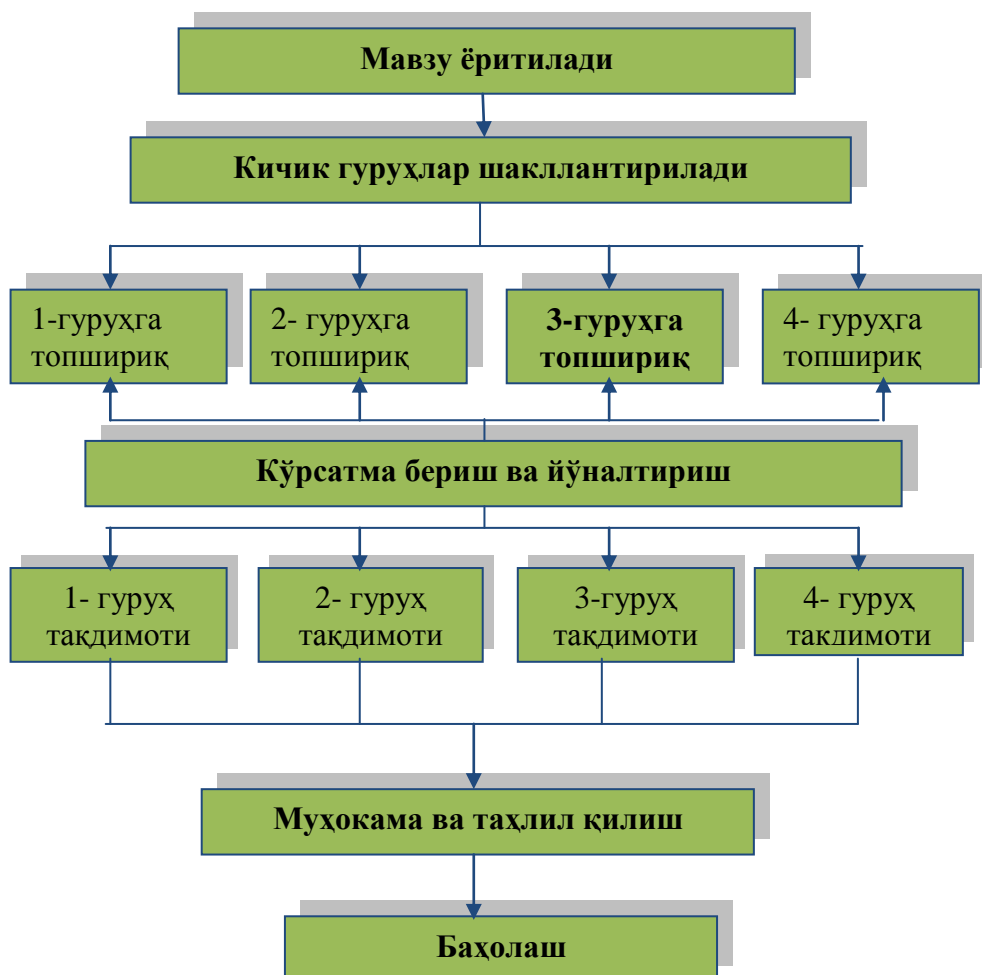 Мавзу ёритилади
Кичик гуруҳлар шакллантирилади
1-гуруҳга
топшириқ
2- гуруҳга
топшириқ
3-гуруҳга
топшириқ
4- гуруҳга
топшириқ
Кўрсатма бериш ва йўналтириш
1- гуруҳ
тақдимоти
2- гуруҳ
тақдимоти
3-гуруҳ
тақдимоти
4- гуруҳ
тақдимоти
Муҳокама ва таҳлил қилиш
Баҳолаш